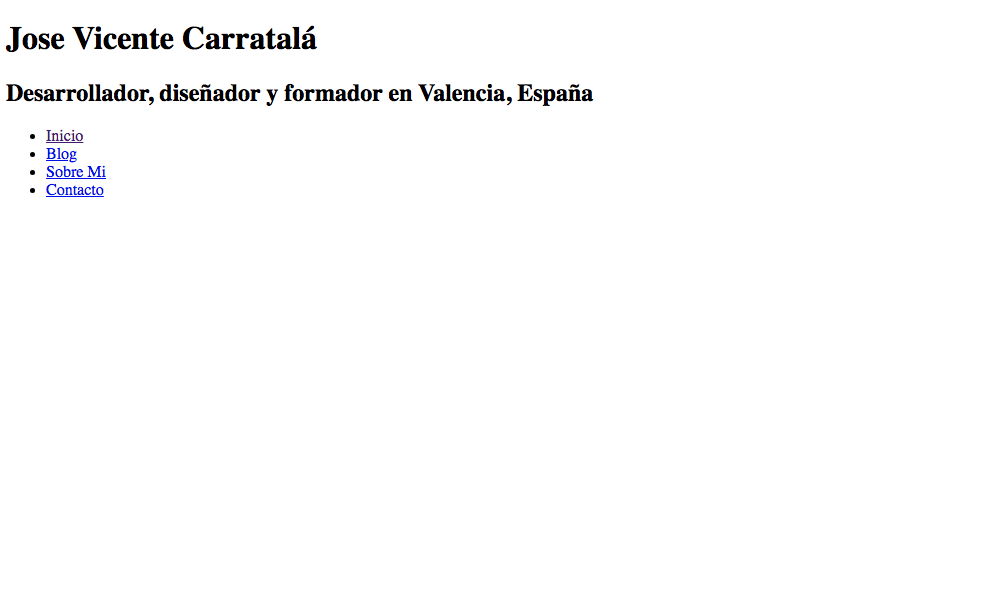 Jose Vicente Carratalá
Desarrollador, diseñador y formador en Valencia, España
Inicio
Blog
Sobre Mi
Contacto